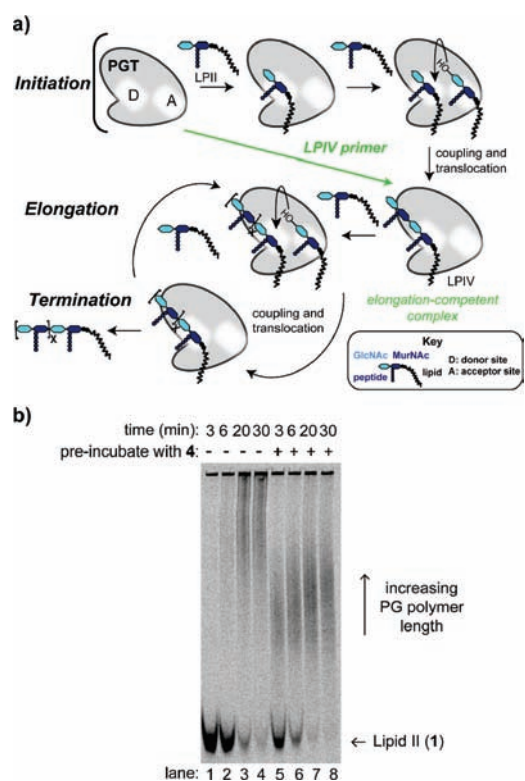 a)
Initiation
PGT
D
A
LPII
HO
LPIV primer
coupling and
translocation
Elongation
HO
x
LPIV
elongation-competent
complex
Termination
x
coupling and
translocation
x
Key
GlcNAc MurNAc
peptide
lipid
D: donor site
A: acceptor site
b)
time (min): 3 6 20 30 3 6 20 30
pre-incubate with 4: - - - - + + + +
increasing
PG polymer
length
← Lipid II (1)
lane: 1 2 3 4 5 6 7 8